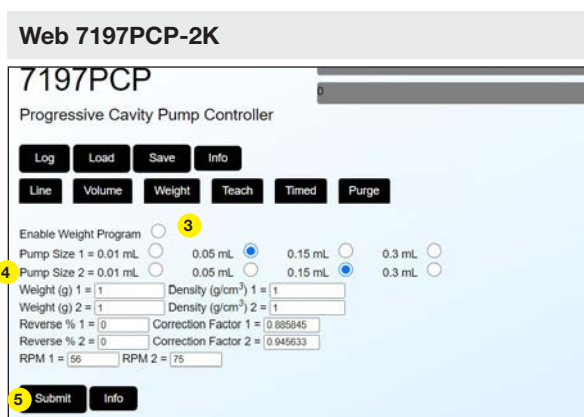 Web 7197PCP-2K
7197PCP
0
Progressive Cavity Pump Controller
Log Load Save Info
Line Volume Weight Teach Timed Purge
Enable Weight Program 3
Pump Size 1 = 0.01 mL 0.05 mL 0.15 mL 0.3 mL
4 Pump Size 2 = 0.01 mL 0.05 mL 0.15 mL 0.3 mL
Weight (g) 1 = 1 Density (g/cm³) 1 = 1
Weight (g) 2 = 1 Density (g/cm³) 2 = 1
Reverse % 1 = 0 Correction Factor 1 = 0.885845
Reverse % 2 = 0 Correction Factor 2 = 0.945633
RPM 1 = 56 RPM 2 = 75
5 Submit Info